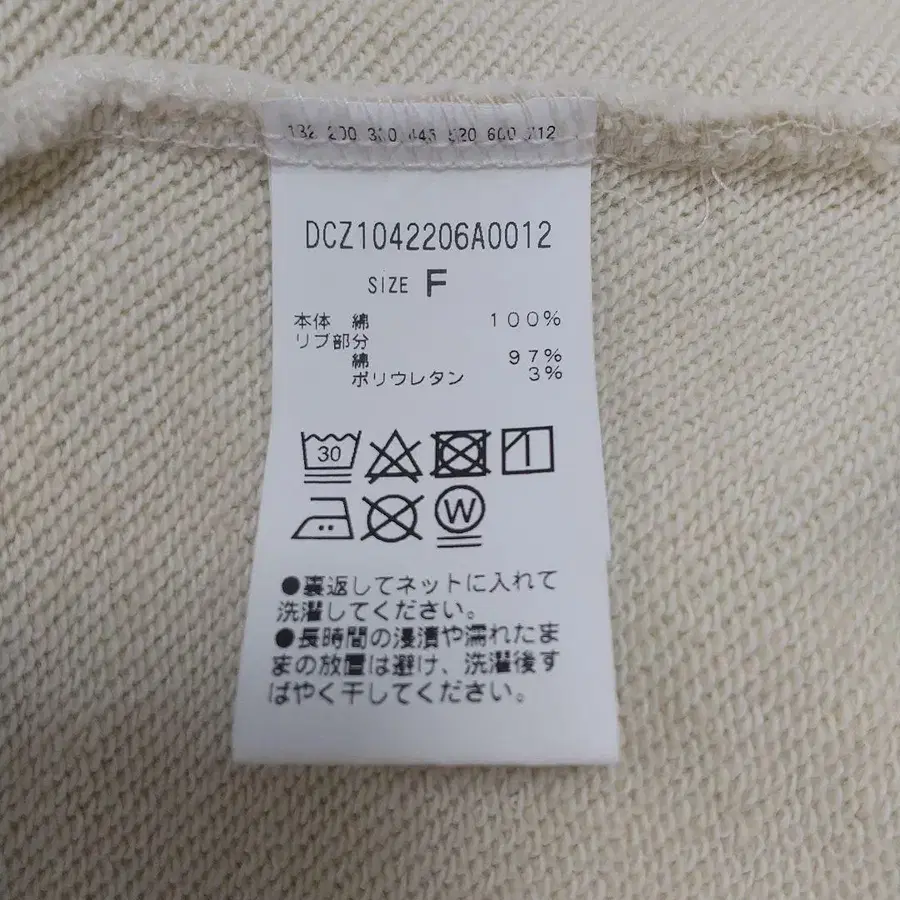 DCZ1042206A0012
SIZE F
本体 綿 100%
リブ部分
綿 97%
ポリウレタン 3%
30
W
●裏返してネットに入れて
洗濯してください。
●長時間の浸漬や濡れたま
まの放置は避け、洗濯後す
ばやく干してください。